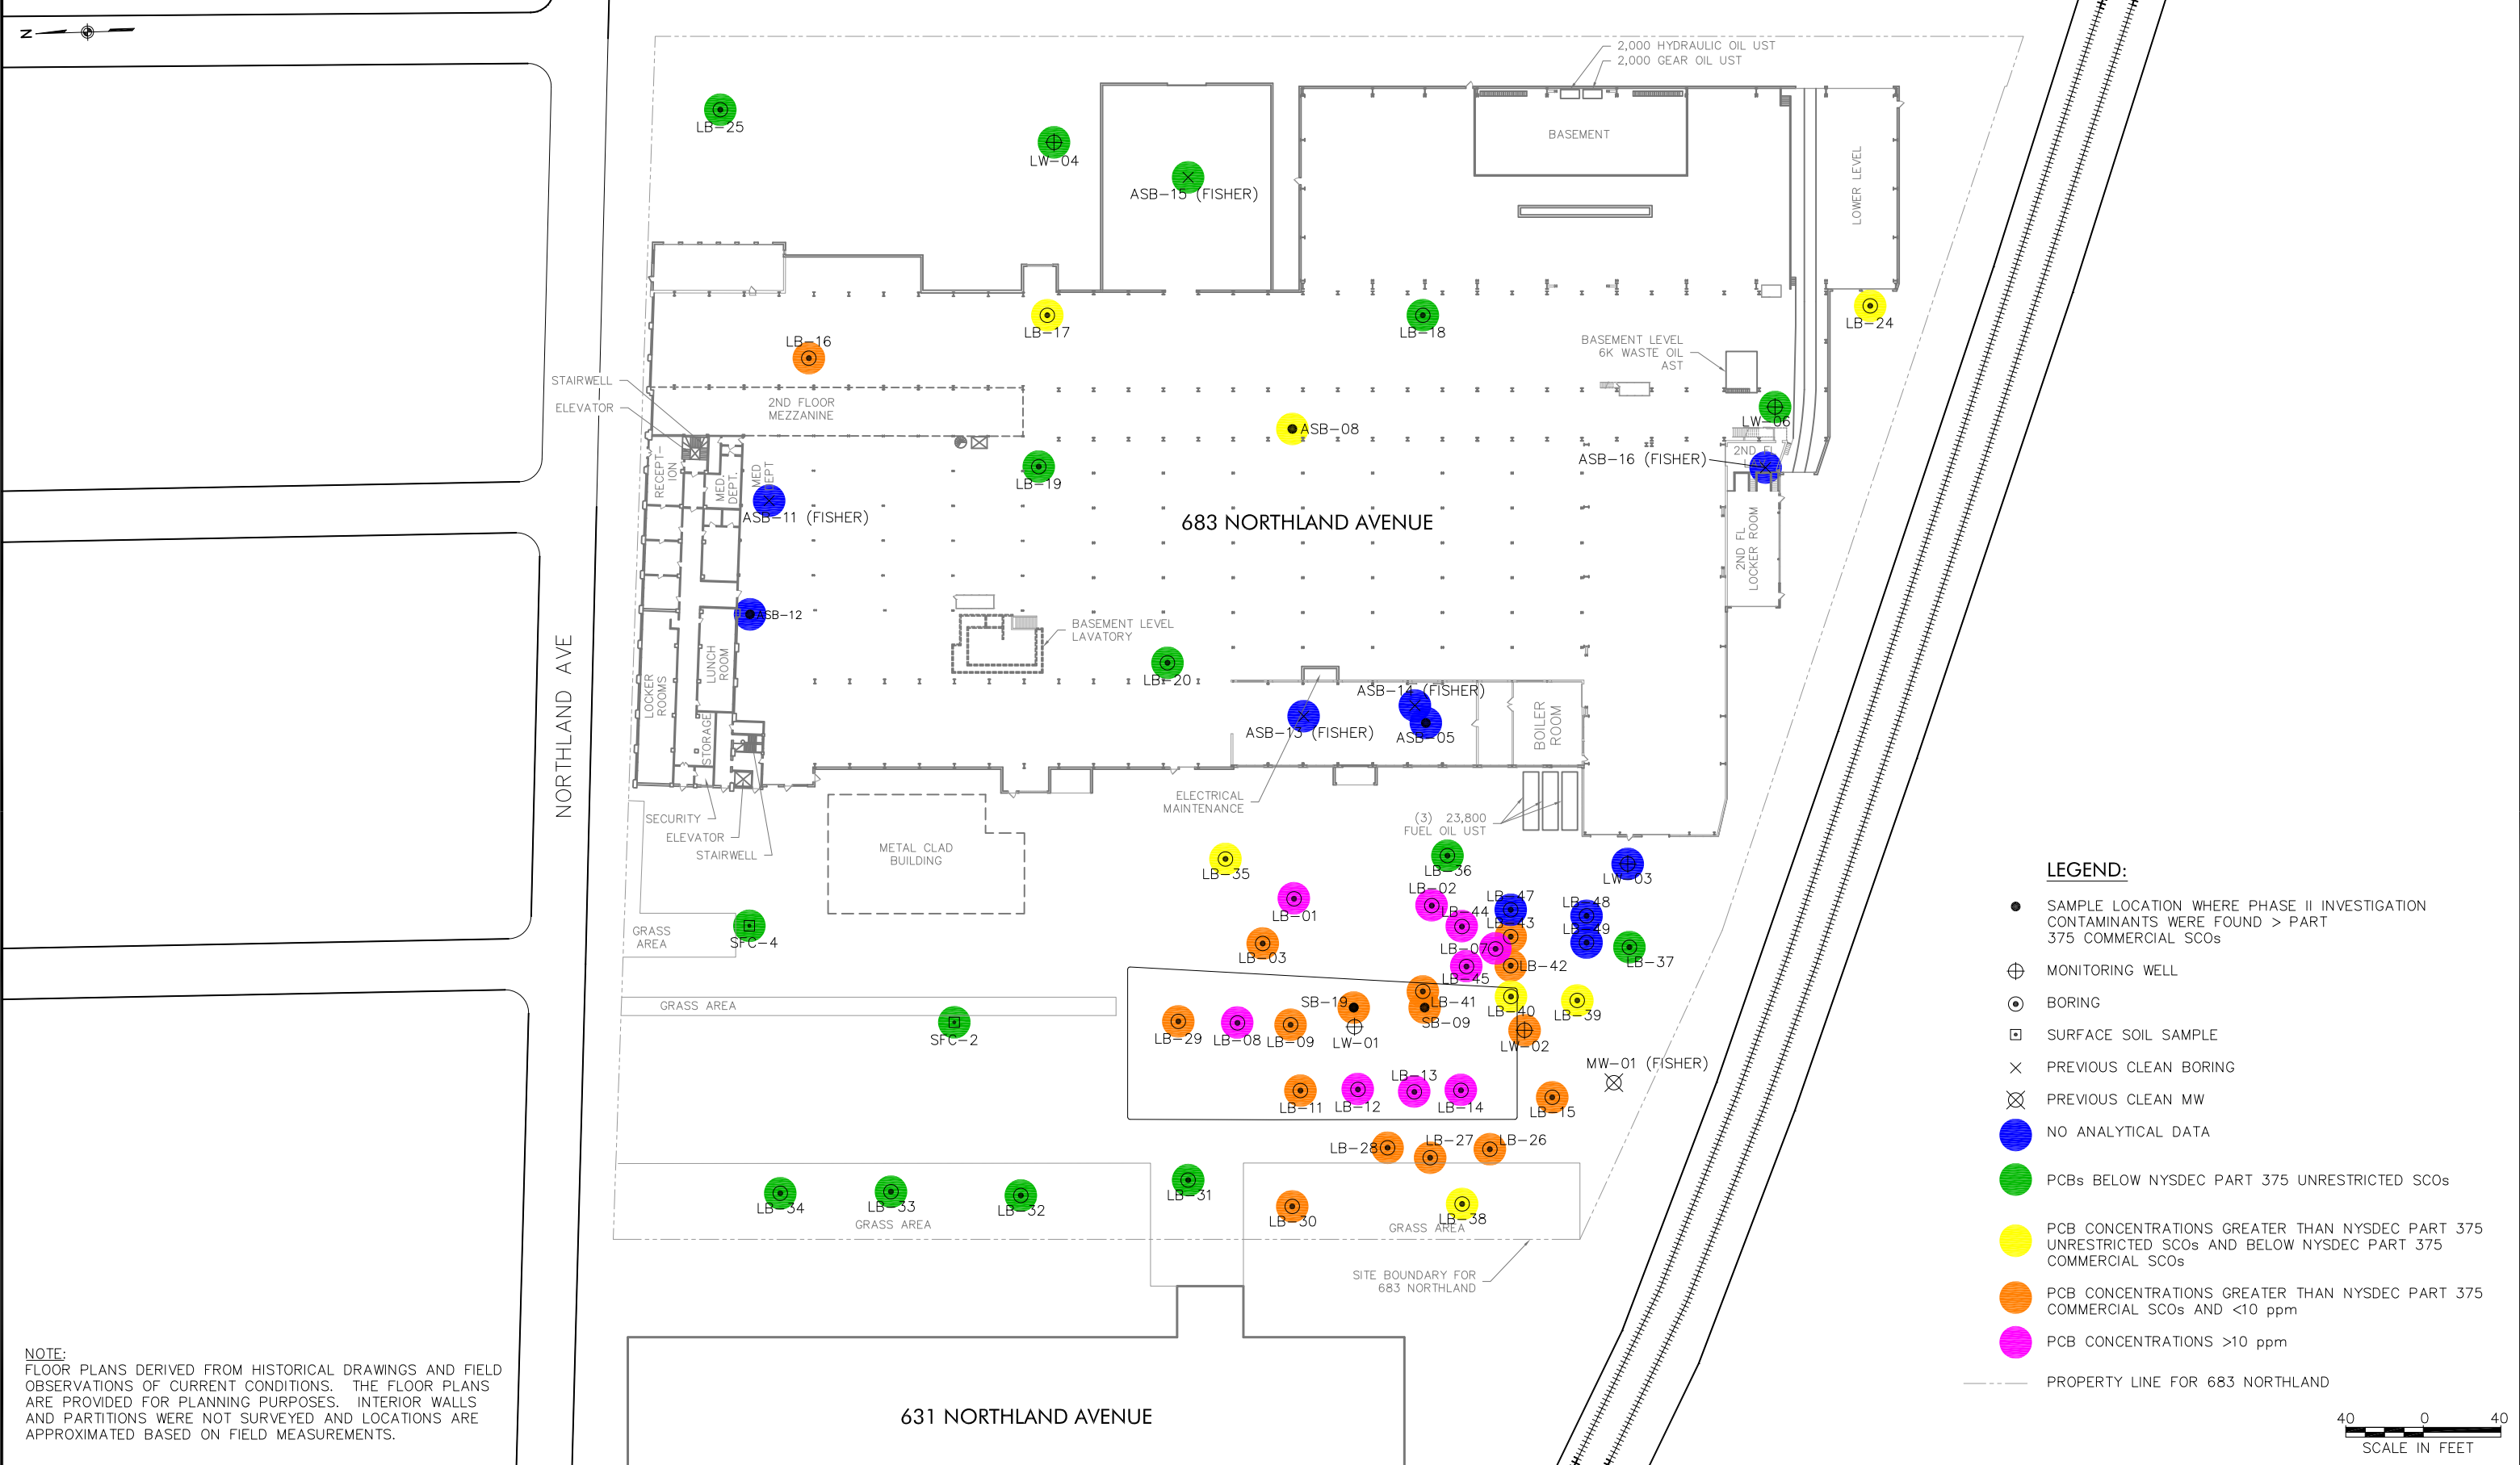 N
2,000 HYDRAULIC OIL UST
2,000 GEAR OIL UST
LB-25
LW-04
ASB-15 (FISHER)
BASEMENT
LOWER LEVEL
LB-16
LB-17
LB-18
LB-24
BASEMENT LEVEL
6K WASTE OIL
AST
STAIRWELL
ELEVATOR
2ND FLOOR
MEZZANINE
ASB-08
LW-06
2ND FL
ASB-16 (FISHER)
RECEPT-
ION
MED.
DEPT.
MED
DEPT
LB-19
ASB-11 (FISHER)
683 NORTHLAND AVENUE
2ND FL
LOCKER ROOM
ASB-12
BASEMENT LEVEL
LAVATORY
LUNCH
ROOM
LOCKER
ROOMS
STORAGE
LB-20
ASB-14 (FISHER)
ASB-13 (FISHER)
ASB-05
BOILER
ROOM
NORTHLAND AVE
ELECTRICAL
MAINTENANCE
(3) 23,800
FUEL OIL UST
SECURITY
ELEVATOR
STAIRWELL
METAL CLAD
BUILDING
LB-35
LB-36
LW-03
LB-01
LB-02
LB-47
LB-48
LB-44
LB-43
LB-49
GRASS
AREA
SFC-4
LB-03
LB-07
LB-37
LB-45
LB-42
GRASS AREA
SB-19
LB-41
LB-40
LB-39
SFC-2
LB-29
LB-08
LB-09
LW-01
SB-09
LW-02
MW-01 (FISHER)
LB-13
LB-11
LB-12
LB-14
LB-15
LB-28
LB-27
LB-26
LB-34
LB-33
LB-32
LB-31
LB-30
LB-38
GRASS AREA
GRASS AREA
SITE BOUNDARY FOR
683 NORTHLAND
631 NORTHLAND AVENUE
NOTE:
FLOOR PLANS DERIVED FROM HISTORICAL DRAWINGS AND FIELD
OBSERVATIONS OF CURRENT CONDITIONS. THE FLOOR PLANS
ARE PROVIDED FOR PLANNING PURPOSES. INTERIOR WALLS
AND PARTITIONS WERE NOT SURVEYED AND LOCATIONS ARE
APPROXIMATED BASED ON FIELD MEASUREMENTS.
LEGEND:
SAMPLE LOCATION WHERE PHASE II INVESTIGATION
CONTAMINANTS WERE FOUND > PART
375 COMMERCIAL SCOs
MONITORING WELL
BORING
SURFACE SOIL SAMPLE
PREVIOUS CLEAN BORING
PREVIOUS CLEAN MW
NO ANALYTICAL DATA
PCBs BELOW NYSDEC PART 375 UNRESTRICTED SCOs
PCB CONCENTRATIONS GREATER THAN NYSDEC PART 375
UNRESTRICTED SCOs AND BELOW NYSDEC PART 375
COMMERCIAL SCOs
PCB CONCENTRATIONS GREATER THAN NYSDEC PART 375
COMMERCIAL SCOs AND <10 ppm
PCB CONCENTRATIONS >10 ppm
PROPERTY LINE FOR 683 NORTHLAND
40 0 40
SCALE IN FEET